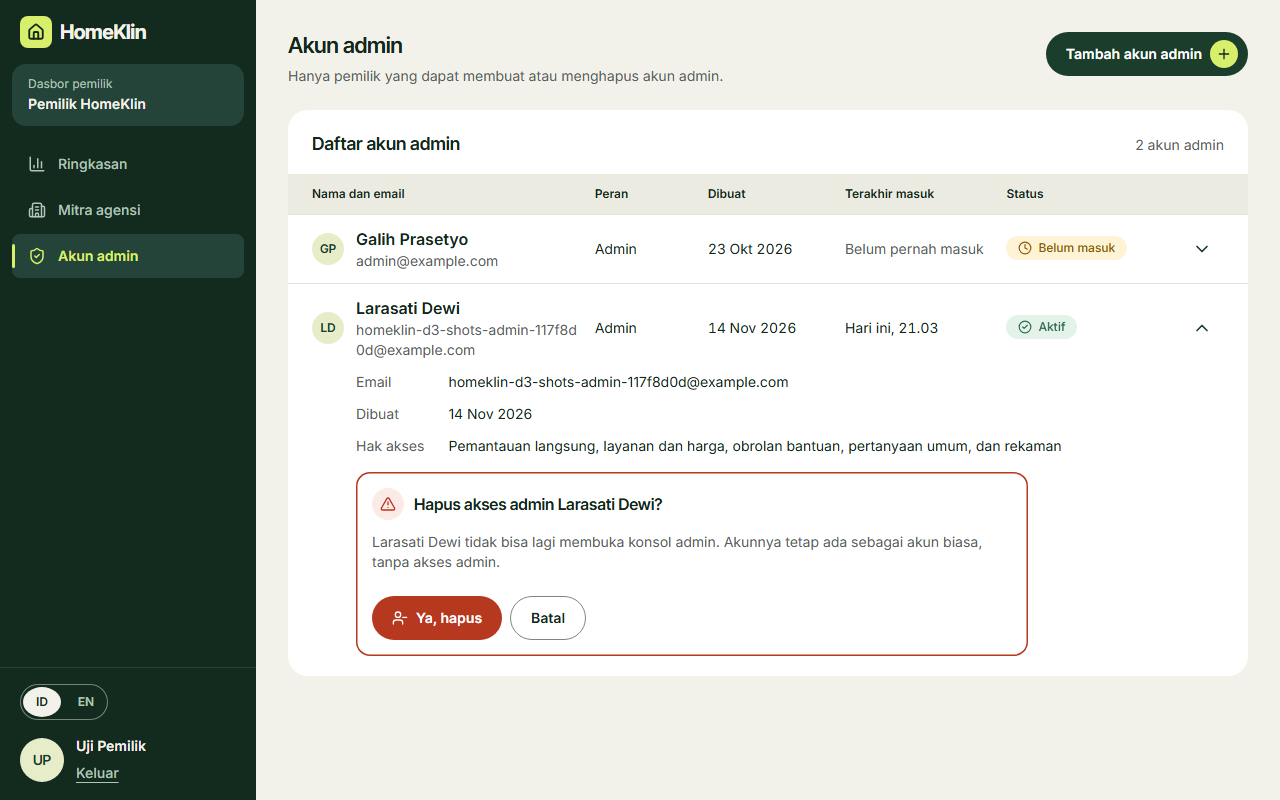 HomeKlin
Dasbor pemilik
Pemilik HomeKlin
Ringkasan
Mitra agensi
Akun admin
ID EN
UP
Uji Pemilik
Keluar
Akun admin
Hanya pemilik yang dapat membuat atau menghapus akun admin.
Tambah akun admin
Daftar akun admin
2 akun admin
Nama dan email Peran Dibuat Terakhir masuk Status
GP
Galih Prasetyo
admin@example.com
Admin 23 Okt 2026 Belum pernah masuk Belum masuk
LD
Larasati Dewi
homeklin-d3-shots-admin-117f8d
0d@example.com
Admin 14 Nov 2026 Hari ini, 21.03 Aktif
Email homeklin-d3-shots-admin-117f8d0d@example.com
Dibuat 14 Nov 2026
Hak akses Pemantauan langsung, layanan dan harga, obrolan bantuan, pertanyaan umum, dan rekaman
Hapus akses admin Larasati Dewi?
Larasati Dewi tidak bisa lagi membuka konsol admin. Akunnya tetap ada sebagai akun biasa,
tanpa akses admin.
Ya, hapus
Batal